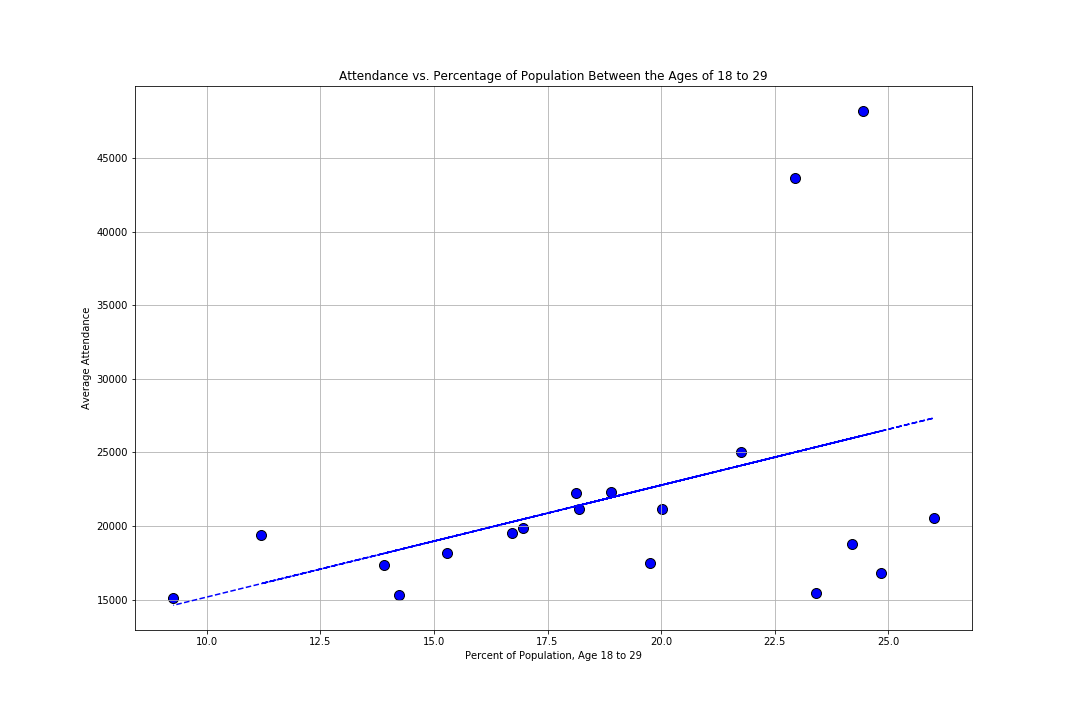 Attendance vs. Percentage of Population Between the Ages of 18 to 29
45000
40000
35000
30000
25000
20000
15000
Average Attendance
10.0 12.5 15.0 17.5 20.0 22.5 25.0
Percent of Population, Age 18 to 29